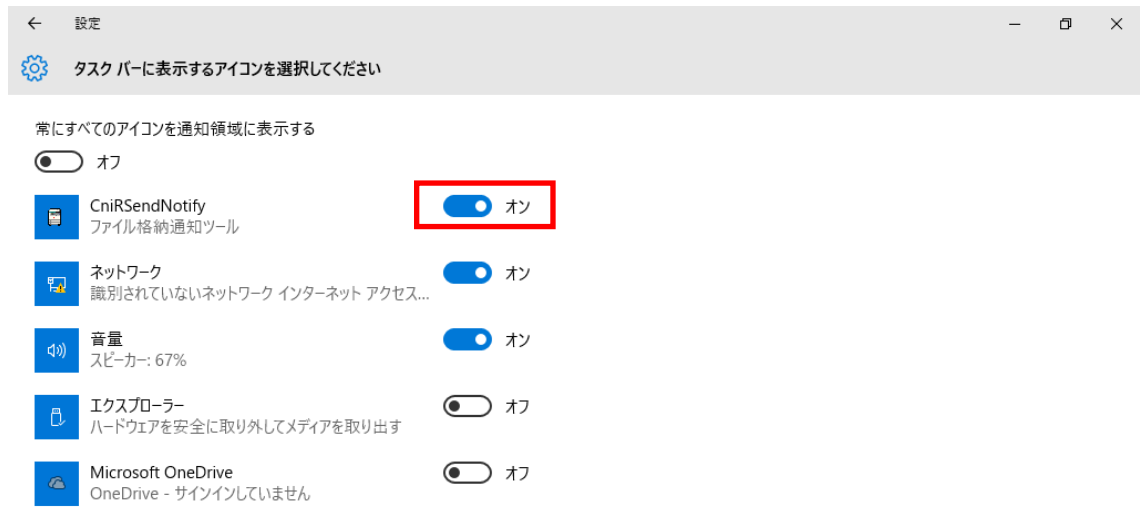 設定
タスク バーに表示するアイコンを選択してください
常にすべてのアイコンを通知領域に表示する
オフ
CniRSendNotify オン
ファイル格納通知ツール
ネットワーク オン
識別されていないネットワーク インターネット アクセス...
音量 オン
スピーカー: 67%
エクスプローラー オフ
ハードウェアを安全に取り外してメディアを取り出す
Microsoft OneDrive オフ
OneDrive - サインインしていません